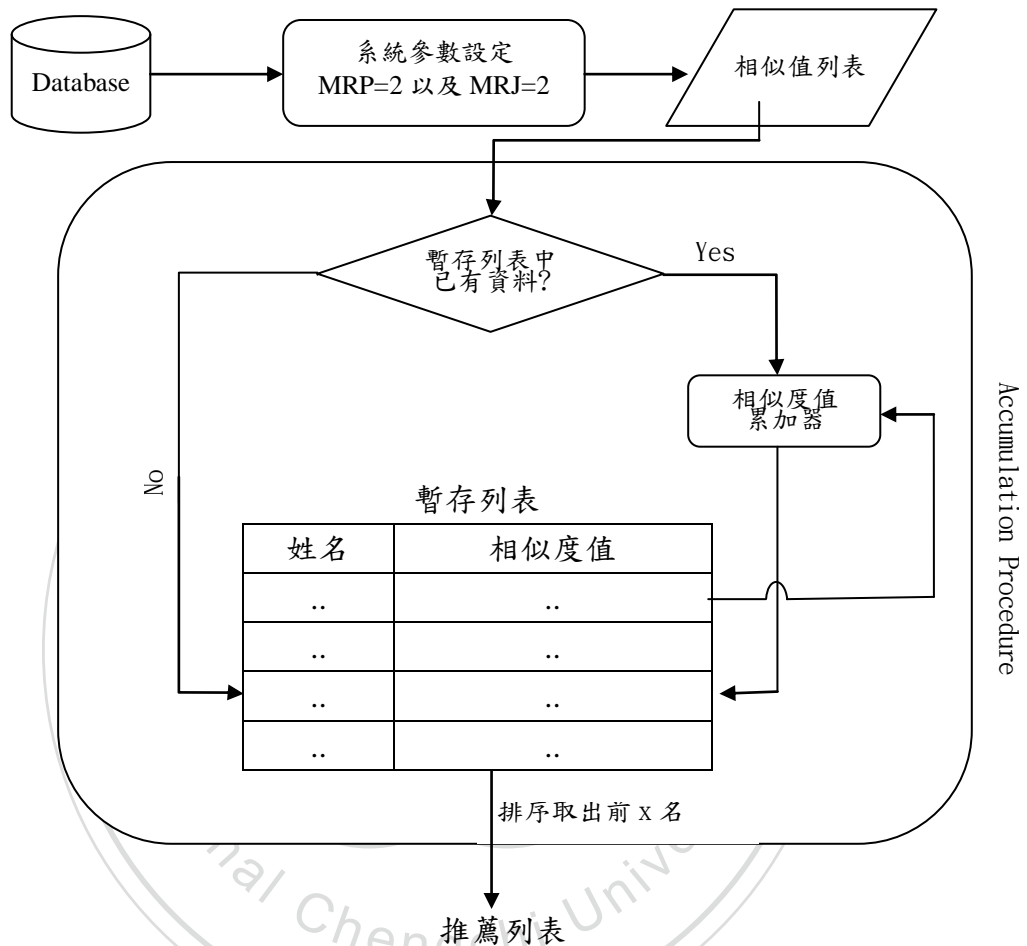 Database
系統參數設定
MRP=2 以及 MRJ=2
相似值列表
暫存列表中
已有資料?
Yes
相似度值
累加器
No
Accumulation Procedure
暫存列表
姓名 相似度值
.. ..
.. ..
.. ..
.. ..
排序取出前 x 名
推薦列表